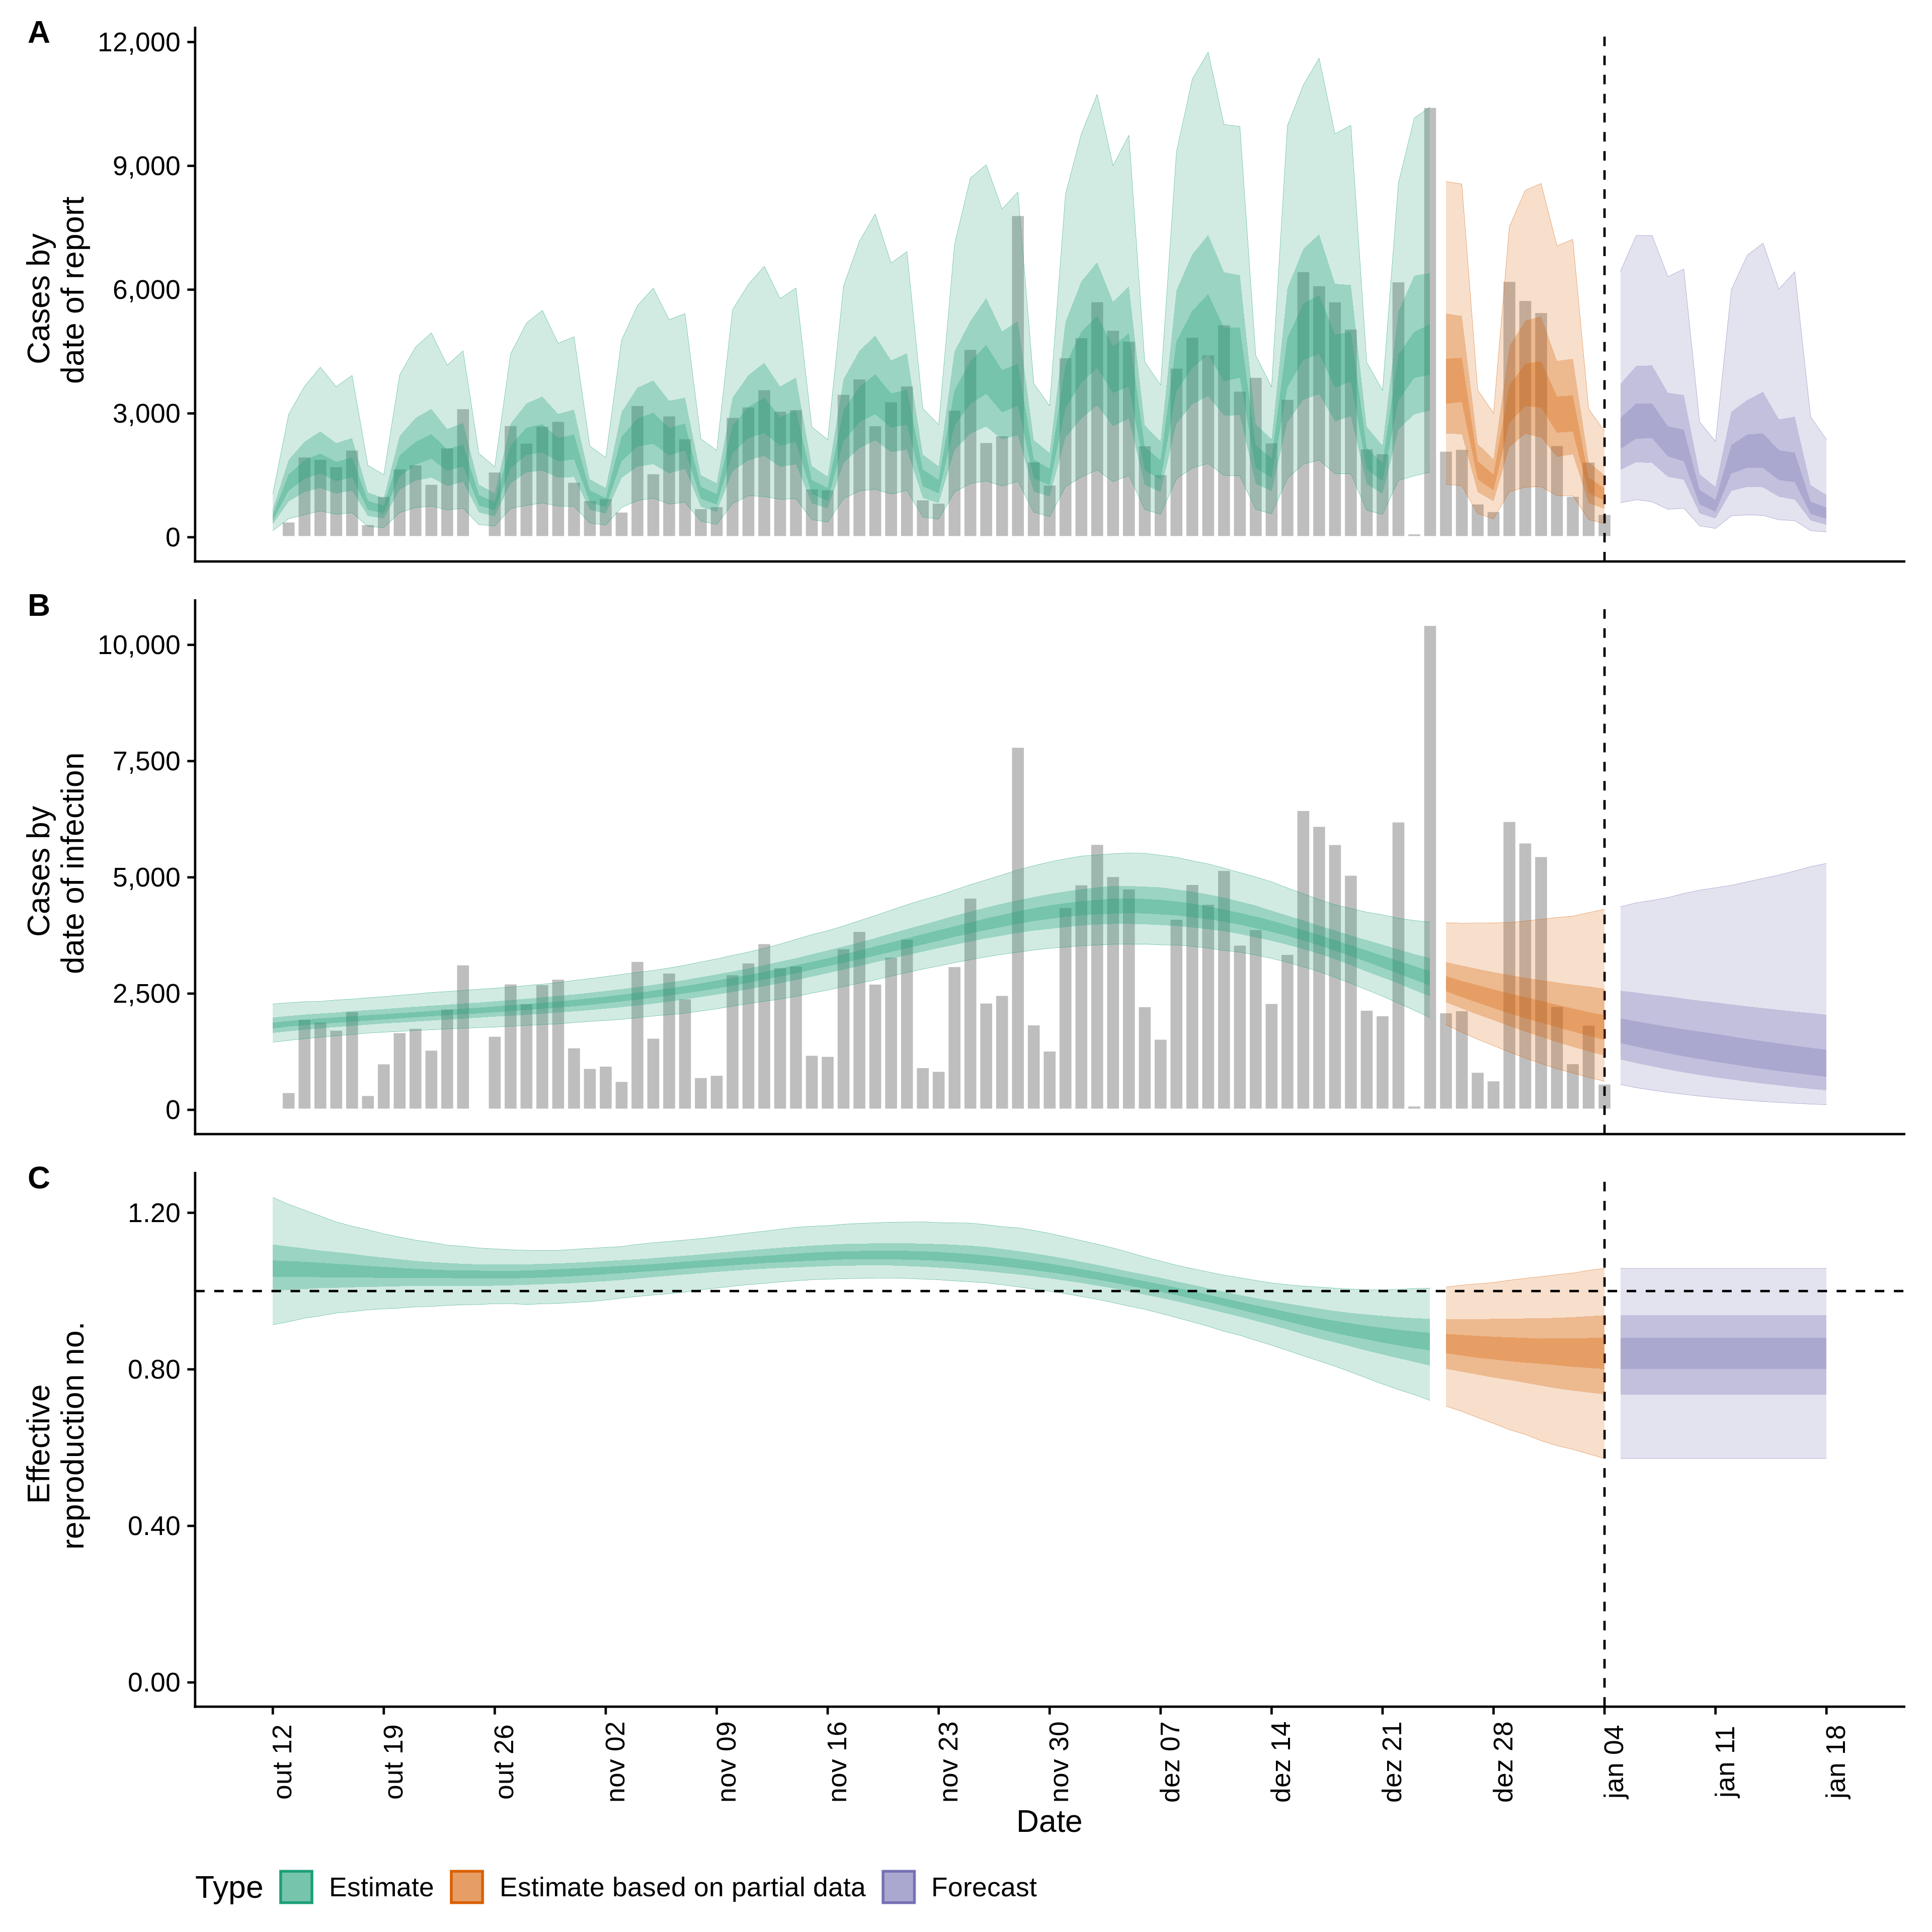 A
12,000
9,000
6,000
3,000
0
Cases by
date of report
B
10,000
7,500
5,000
2,500
0
Cases by
date of infection
C
1.20
0.80
0.40
0.00
Effective
reproduction no.
out 12
out 19
out 26
nov 02
nov 09
nov 16
nov 23
nov 30
dez 07
dez 14
dez 21
dez 28
jan 04
jan 11
jan 18
Date
Type Estimate Estimate based on partial data Forecast